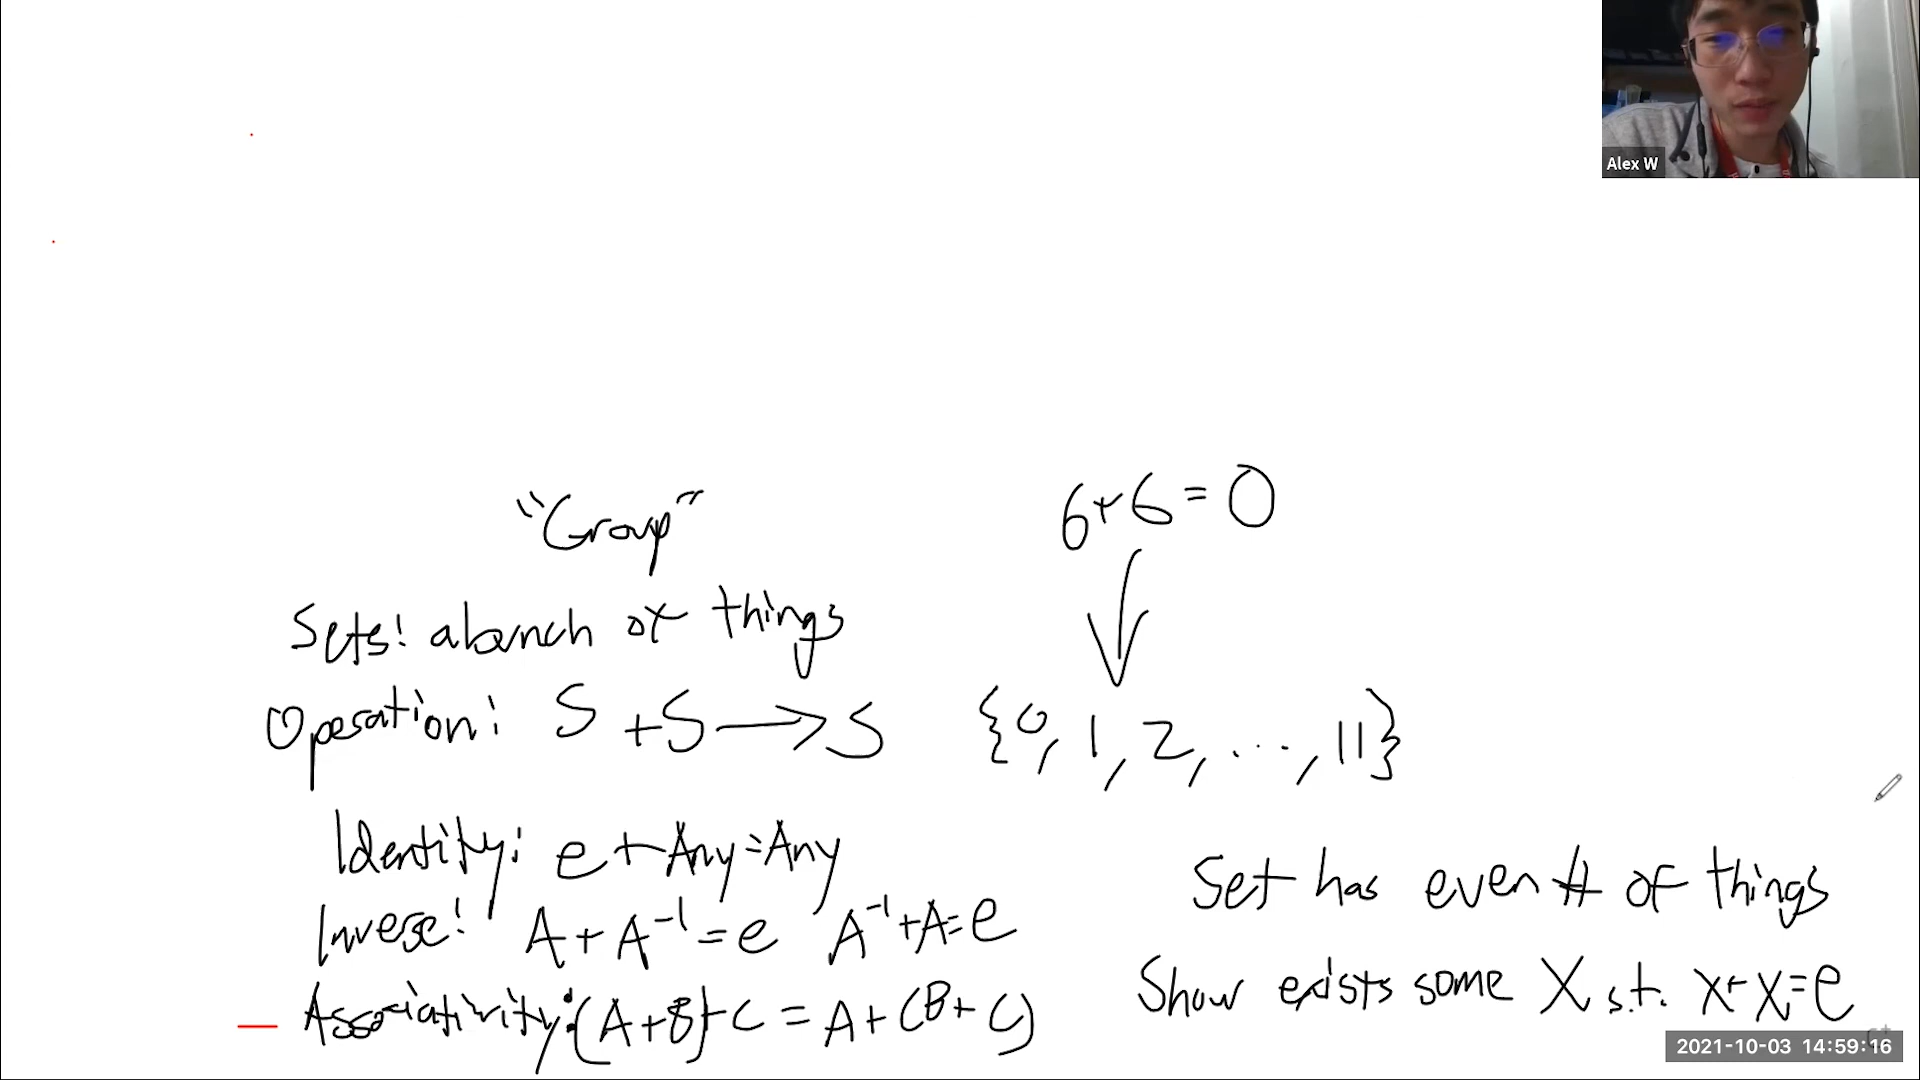 Alex W
"Group"
6+6=0
Sets: a bunch of things
Operation: S+S→S
{0, 1, 2, ..., 11}
Identity: e+Any=Any
Set has even # of things
Inverse: A+A⁻¹=e A⁻¹+A=e
Show exists some X s.t. X+X=e
Associativity: (A+B)+C=A+(B+C)
2021-10-03 14:59:16